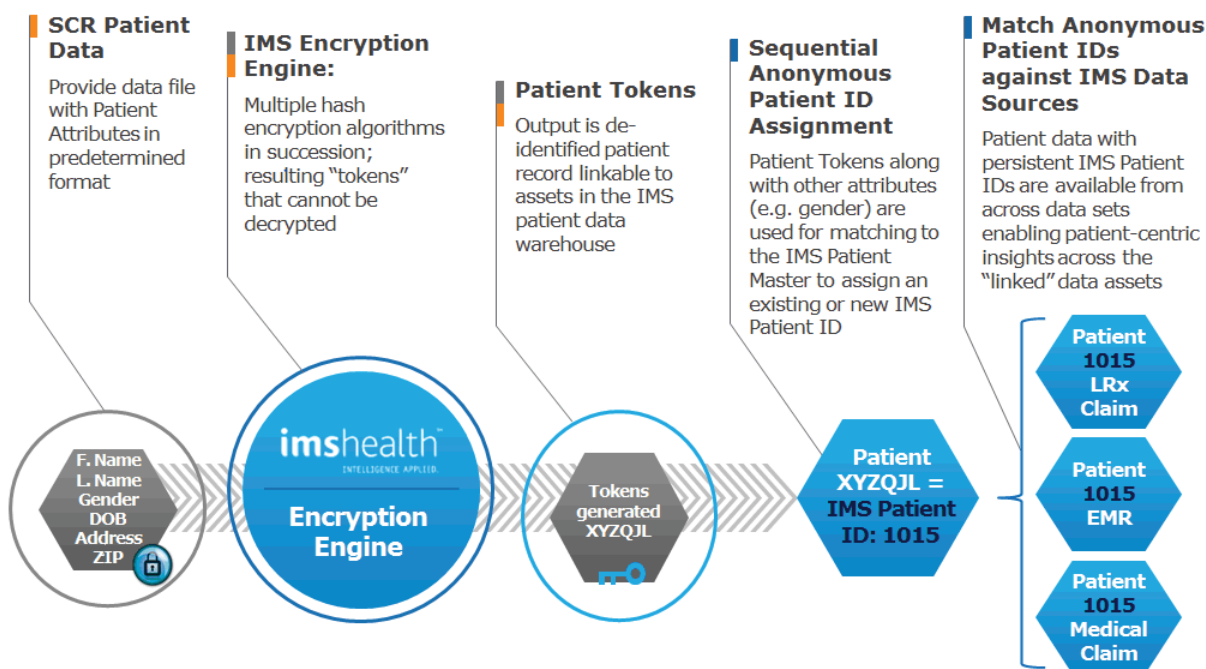 SCR Patient
Data
Provide data file
with Patient
Attributes in
predetermined
format
IMS Encryption
Engine:
Multiple hash
encryption algorithms
in succession;
resulting “tokens”
that cannot be
decrypted
Patient Tokens
Output is de-
identified patient
record linkable to
assets in the IMS
patient data
warehouse
Sequential
Anonymous
Patient ID
Assignment
Patient Tokens along
with other attributes
(e.g. gender) are
used for matching to
the IMS Patient
Master to assign an
existing or new IMS
Patient ID
Match Anonymous
Patient IDs
against IMS Data
Sources
Patient data with
persistent IMS Patient
IDs are available from
across data sets
enabling patient-centric
insights across the
“linked” data assets
F. Name
L. Name
Gender
DOB
Address
ZIP
imshealth™
INTELLIGENCE APPLIED.
Encryption
Engine
Tokens
generated
XYZQJL
Patient
XYZQJL =
IMS Patient
ID: 1015
Patient
1015
LRx
Claim
Patient
1015
EMR
Patient
1015
Medical
Claim